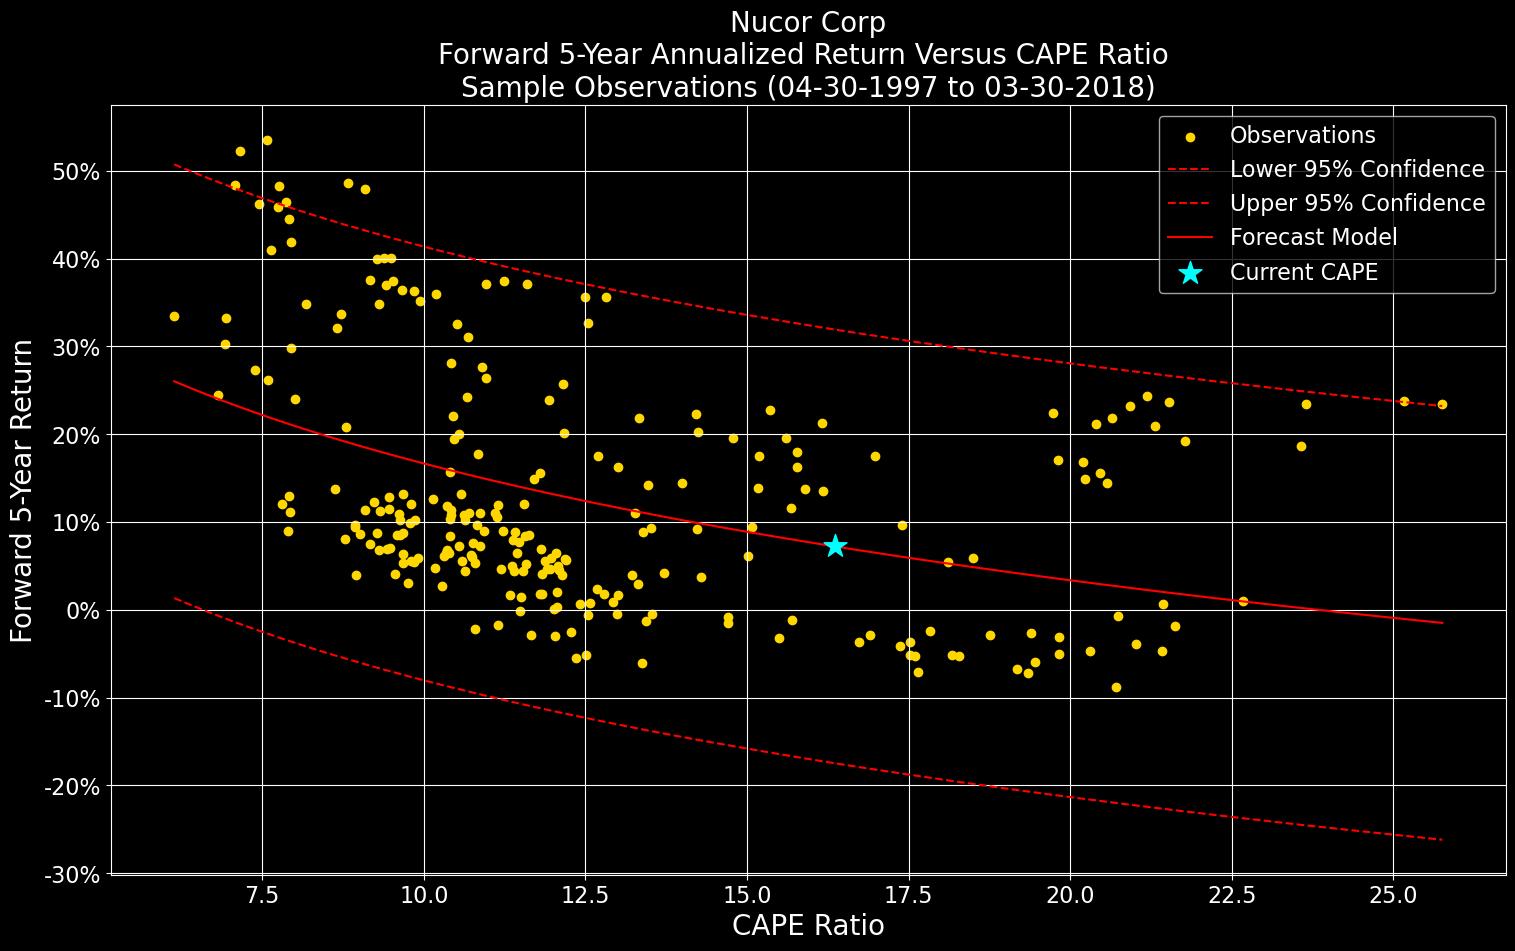 Nucor Corp
Forward 5-Year Annualized Return Versus CAPE Ratio
Sample Observations (04-30-1997 to 03-30-2018)
Observations
Lower 95% Confidence
Upper 95% Confidence
Forecast Model
Current CAPE
Forward 5-Year Return
50%
40%
30%
20%
10%
0%
-10%
-20%
-30%
7.5 10.0 12.5 15.0 17.5 20.0 22.5 25.0
CAPE Ratio